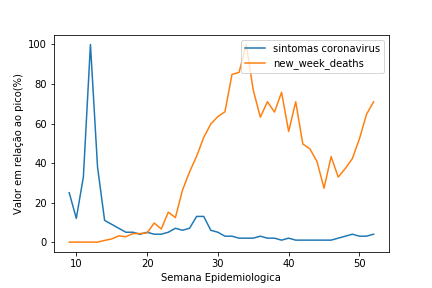 sintomas coronavirus
new_week_deaths
Valor em relação ao pico(%)
100
80
60
40
20
0
10 20 30 40 50
Semana Epidemiologica